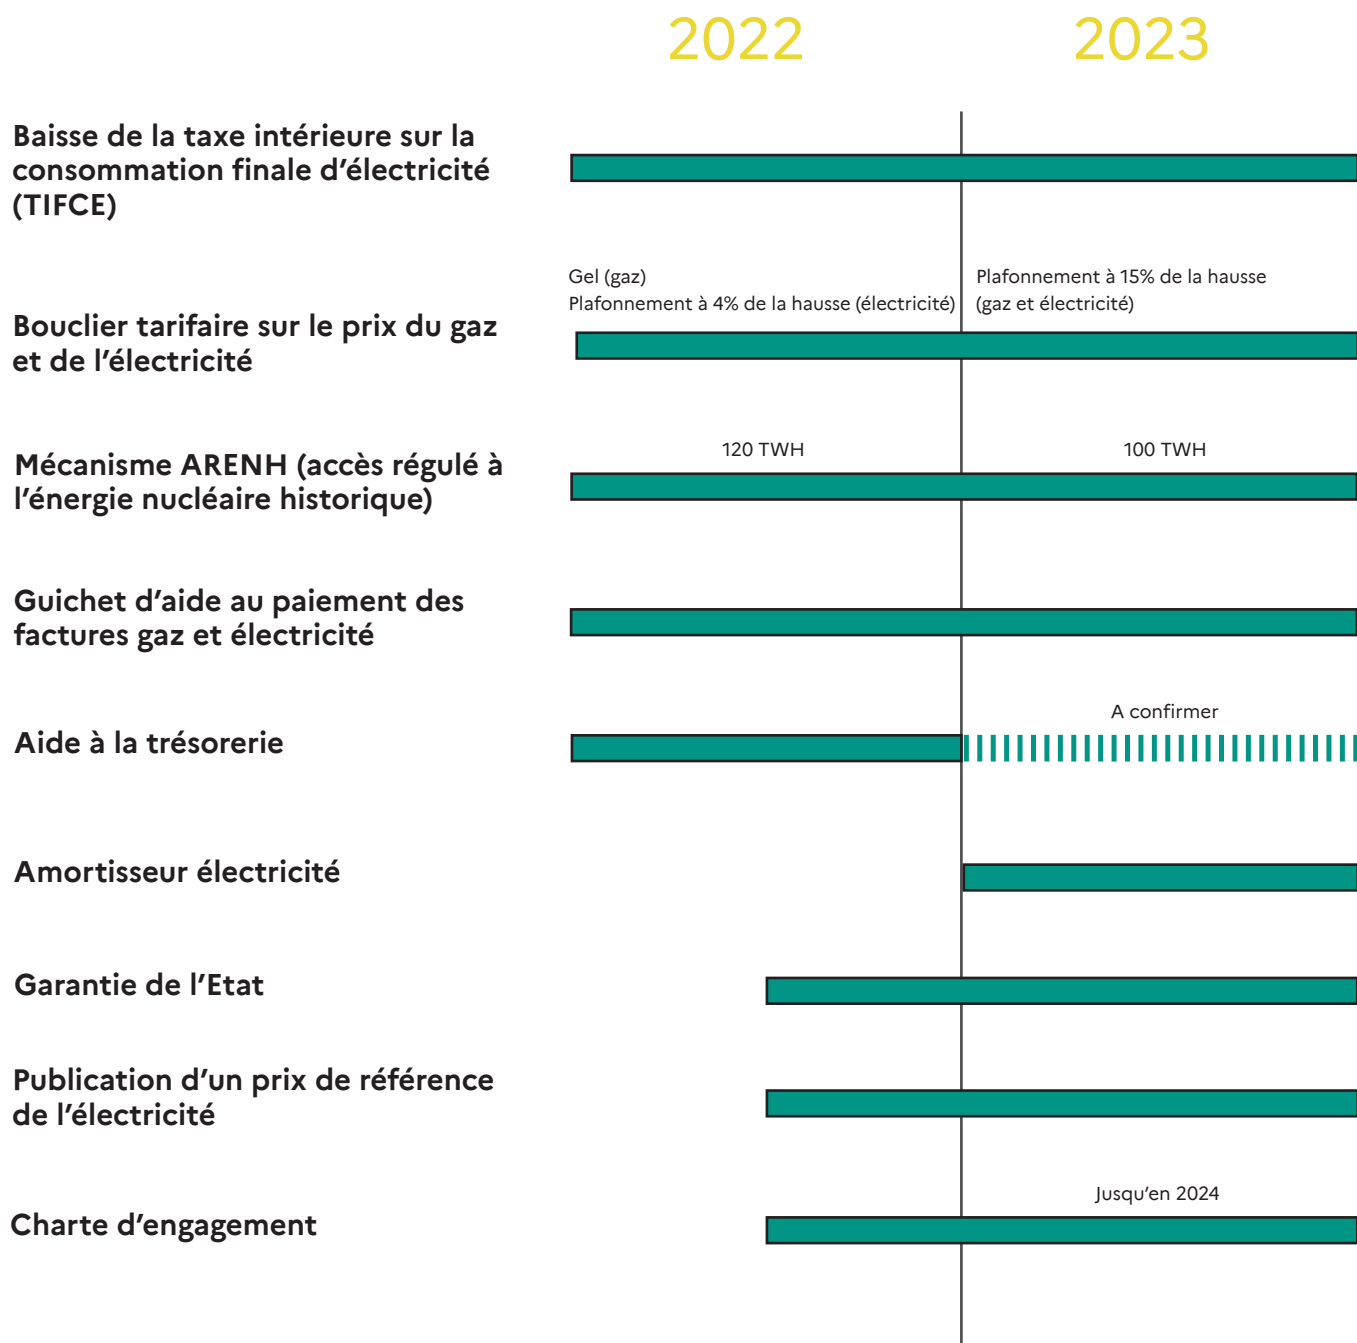 2022
2023
Baisse de la taxe intérieure sur la
consommation finale d’électricité
(TIFCE)
Gel (gaz)
Plafonnement à 4% de la hausse (électricité)
Plafonnement à 15% de la hausse
(gaz et électricité)
Bouclier tarifaire sur le prix du gaz
et de l’électricité
120 TWH
100 TWH
Mécanisme ARENH (accès régulé à
l’énergie nucléaire historique)
Guichet d’aide au paiement des
factures gaz et électricité
A confirmer
Aide à la trésorerie
Amortisseur électricité
Garantie de l’Etat
Publication d’un prix de référence
de l’électricité
Jusqu’en 2024
Charte d’engagement